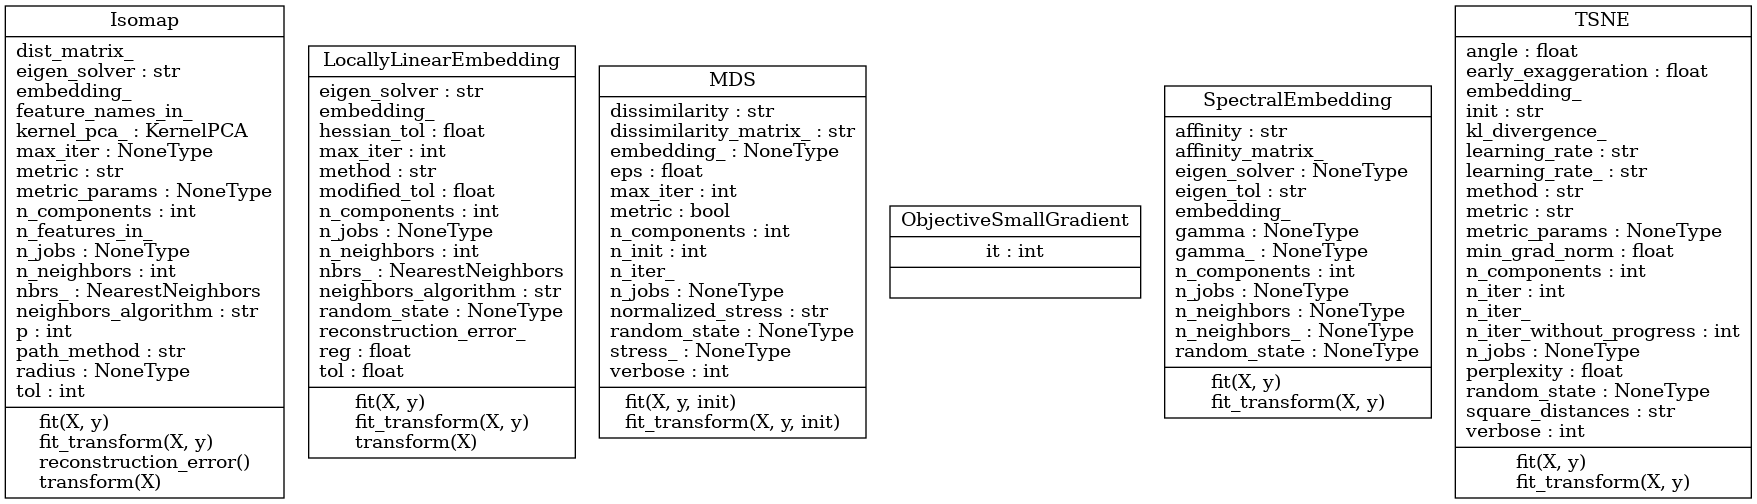 Isomap
dist_matrix_
eigen_solver : str
embedding_
feature_names_in_
kernel_pca_ : KernelPCA
max_iter : NoneType
metric : str
metric_params : NoneType
n_components : int
n_features_in_
n_jobs : NoneType
n_neighbors : int
nbrs_ : NearestNeighbors
neighbors_algorithm : str
p : int
path_method : str
radius : NoneType
tol : int
fit(X, y)
fit_transform(X, y)
reconstruction_error()
transform(X)
LocallyLinearEmbedding
eigen_solver : str
embedding_
hessian_tol : float
max_iter : int
method : str
modified_tol : float
n_components : int
n_jobs : NoneType
n_neighbors : int
nbrs_ : NearestNeighbors
neighbors_algorithm : str
random_state : NoneType
reconstruction_error_
reg : float
tol : float
fit(X, y)
fit_transform(X, y)
transform(X)
MDS
dissimilarity : str
dissimilarity_matrix_ : str
embedding_ : NoneType
eps : float
max_iter : int
metric : bool
n_components : int
n_init : int
n_iter_
n_jobs : NoneType
normalized_stress : str
random_state : NoneType
stress_ : NoneType
verbose : int
fit(X, y, init)
fit_transform(X, y, init)
ObjectiveSmallGradient
it : int
SpectralEmbedding
affinity : str
affinity_matrix_
eigen_solver : NoneType
eigen_tol : str
embedding_
gamma : NoneType
gamma_ : NoneType
n_components : int
n_jobs : NoneType
n_neighbors : NoneType
n_neighbors_ : NoneType
random_state : NoneType
fit(X, y)
fit_transform(X, y)
TSNE
angle : float
early_exaggeration : float
embedding_
init : str
kl_divergence_
learning_rate : str
learning_rate_ : str
method : str
metric : str
metric_params : NoneType
min_grad_norm : float
n_components : int
n_iter : int
n_iter_
n_iter_without_progress : int
n_jobs : NoneType
perplexity : float
random_state : NoneType
square_distances : str
verbose : int
fit(X, y)
fit_transform(X, y)